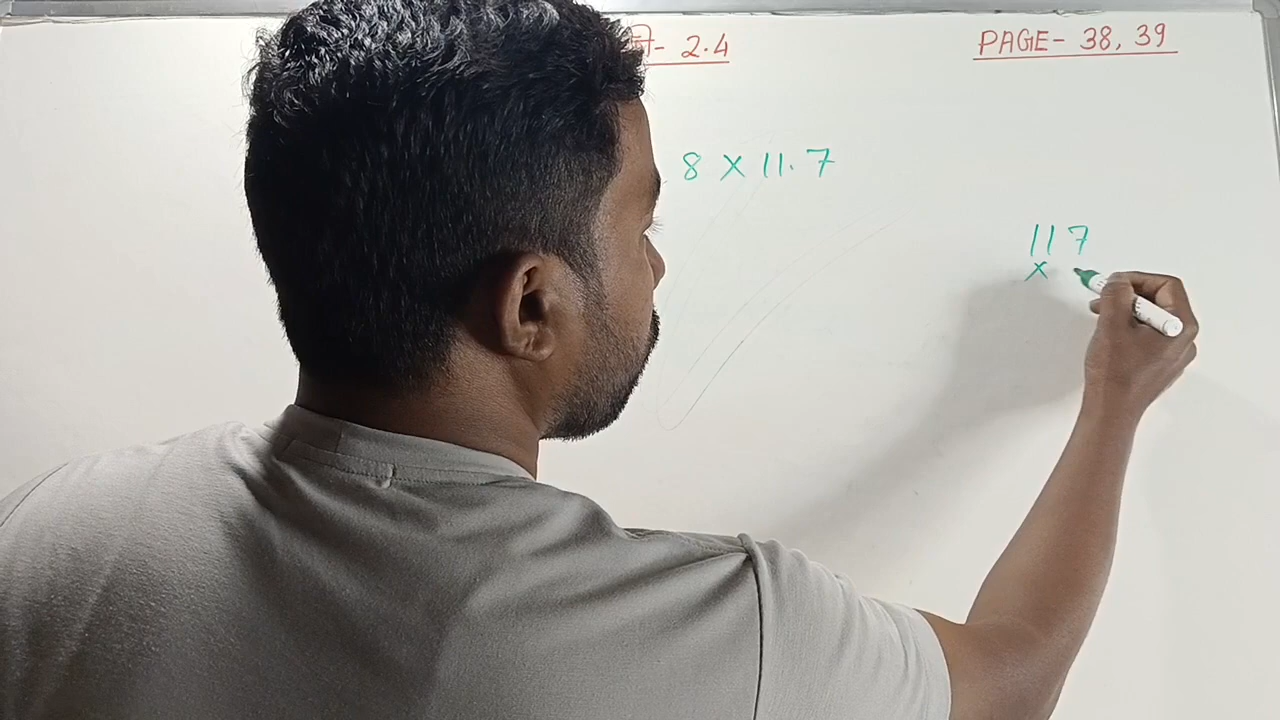 - 2.4
PAGE - 38, 39
8 X 11.7
117
X